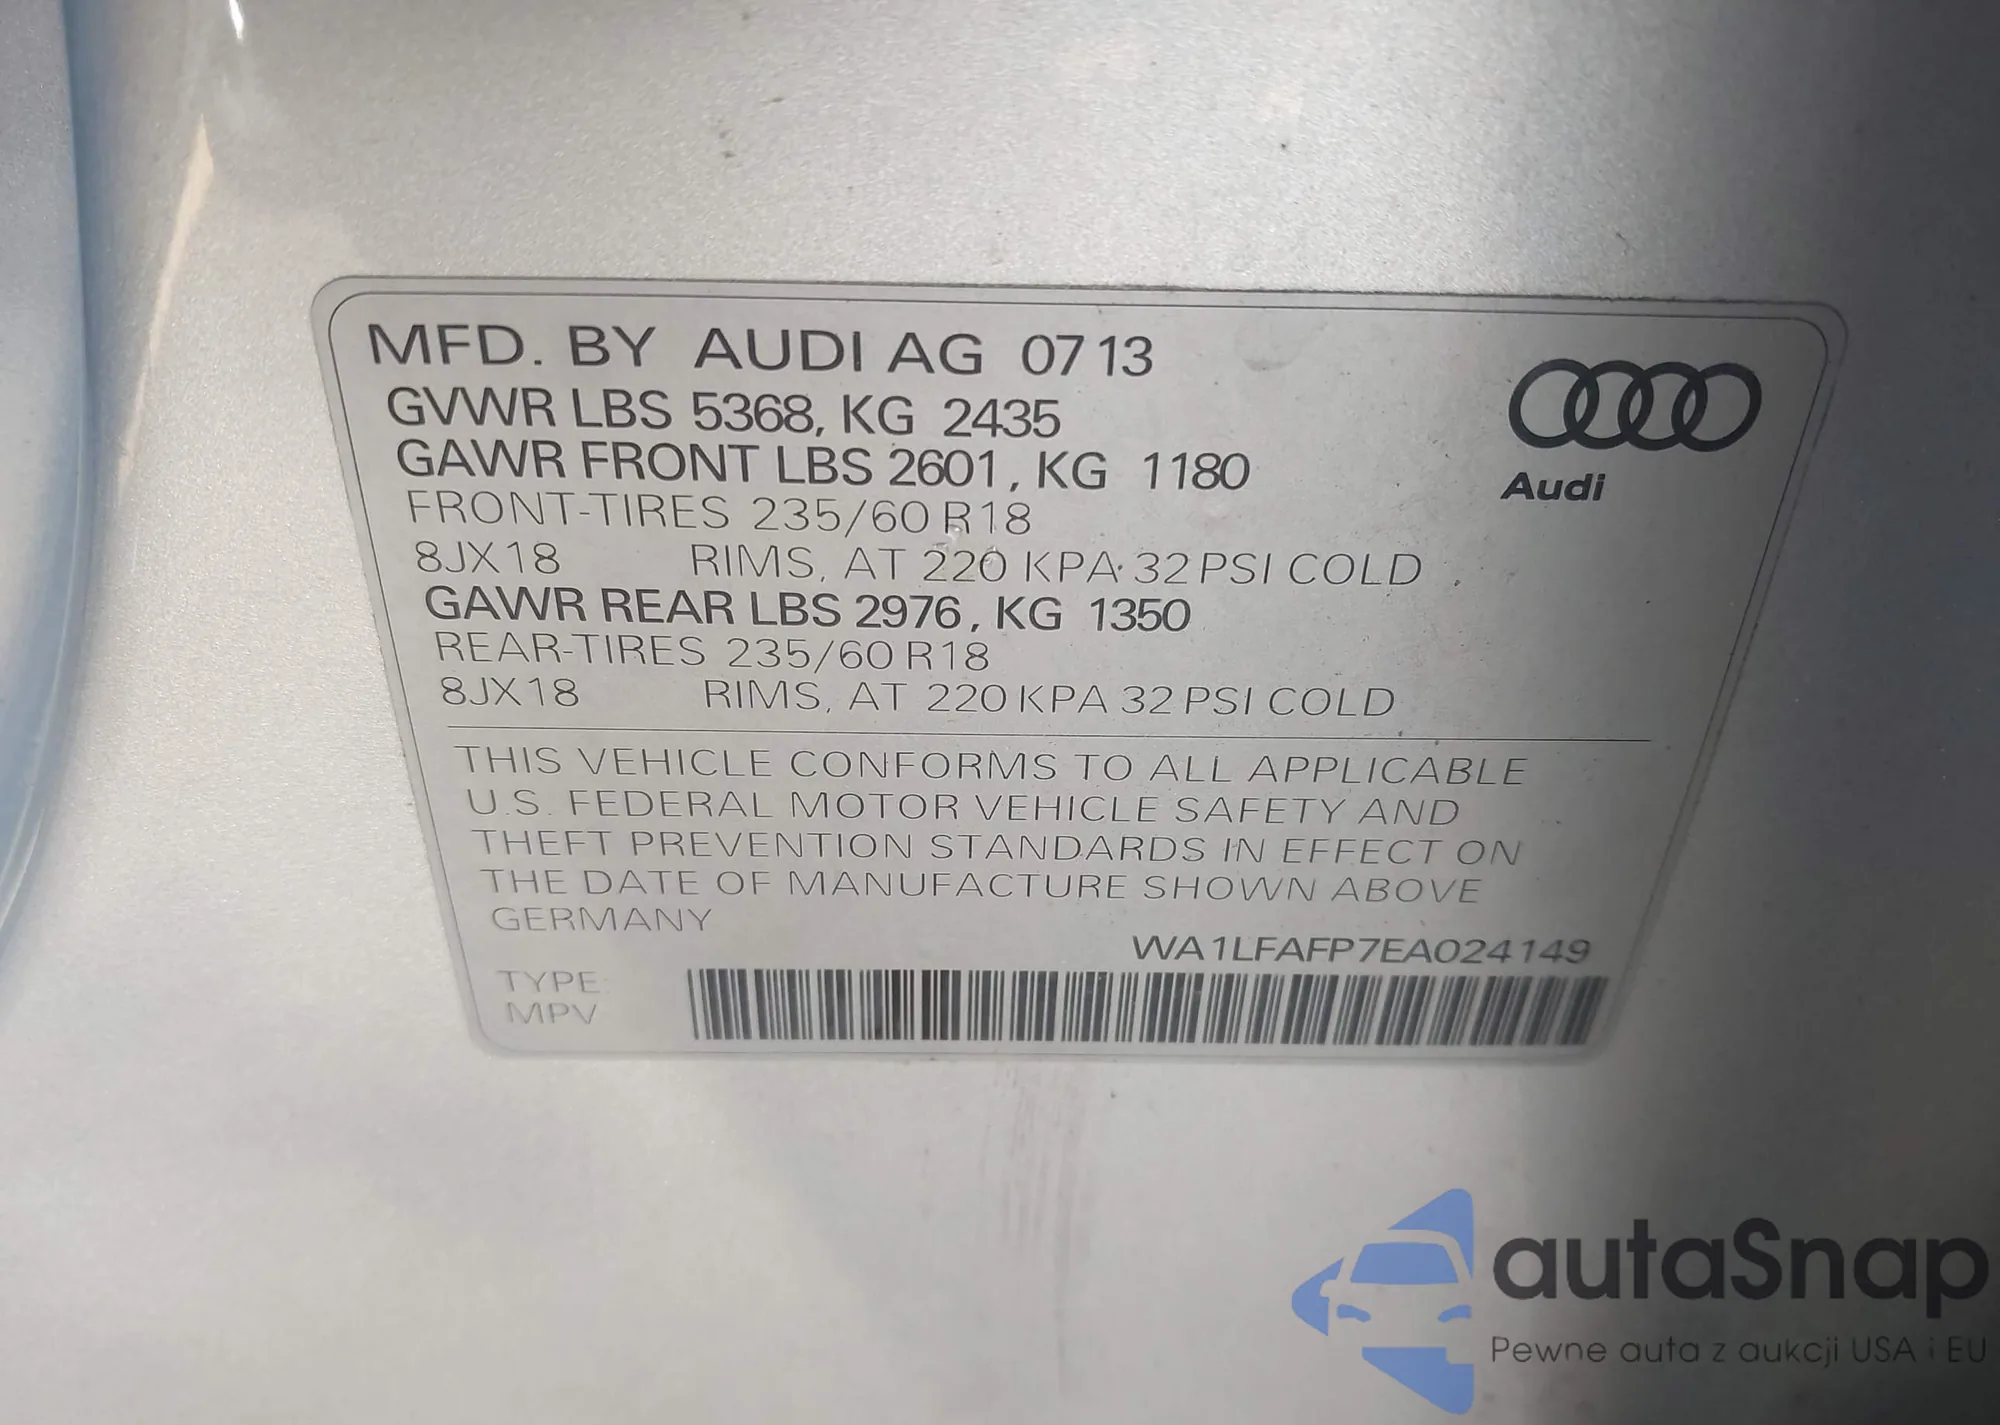 MFD. BY AUDI AG 07 13
GVWR LBS 5368, KG 2435
GAWR FRONT LBS 2601, KG 1180
FRONT-TIRES 235/60 R18
8JX18 RIMS, AT 220 KPA 32 PSI COLD
GAWR REAR LBS 2976, KG 1350
REAR-TIRES 235/60 R18
8JX18 RIMS, AT 220 KPA 32 PSI COLD
Audi
THIS VEHICLE CONFORMS TO ALL APPLICABLE
U.S. FEDERAL MOTOR VEHICLE SAFETY AND
THEFT PREVENTION STANDARDS IN EFFECT ON
THE DATE OF MANUFACTURE SHOWN ABOVE
GERMANY
WA1LFAFP7EA024149
TYPE:
MPV
autaSnap
Pewne auta z aukcji USA i EU